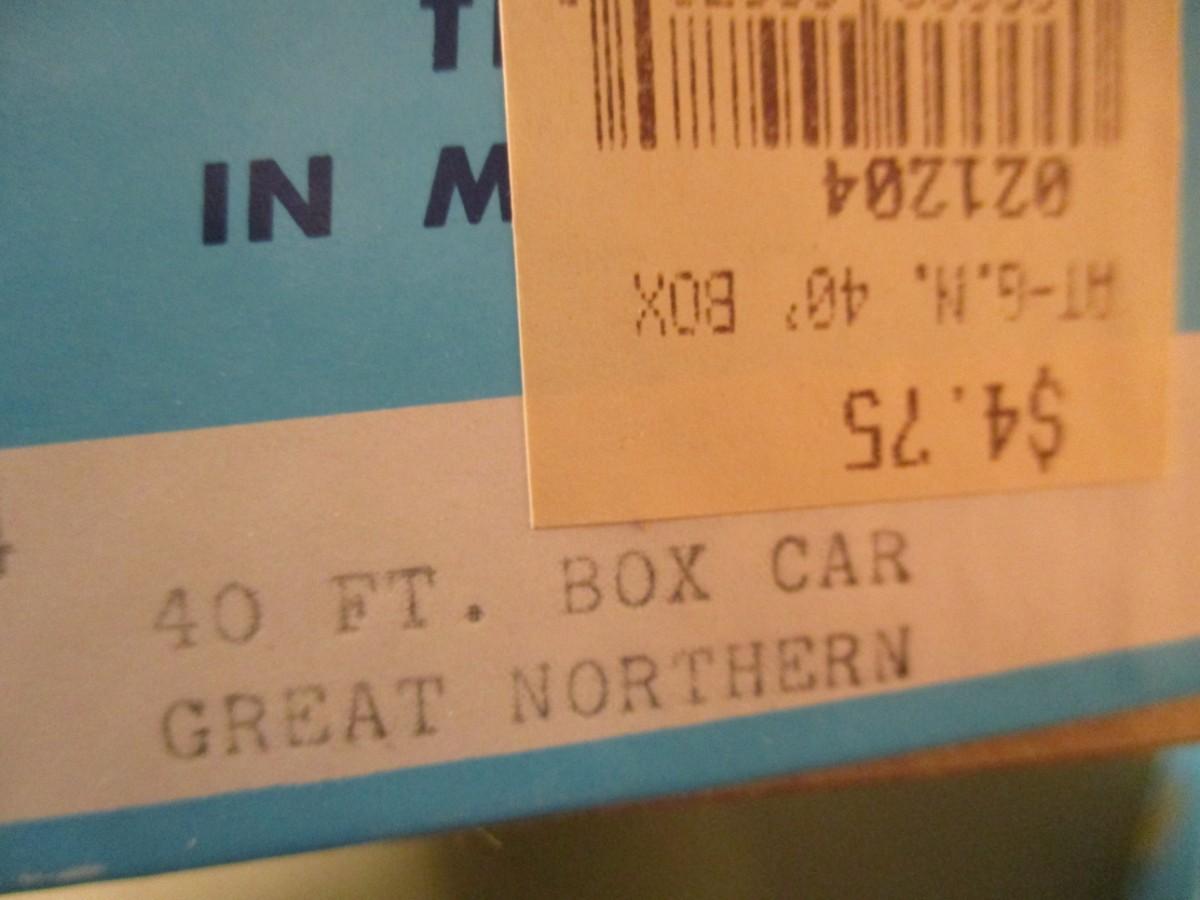 IN
40 FT. BOX CAR
GREAT NORTHERN
021204
AT-G.N. 40' BOX
$4.75